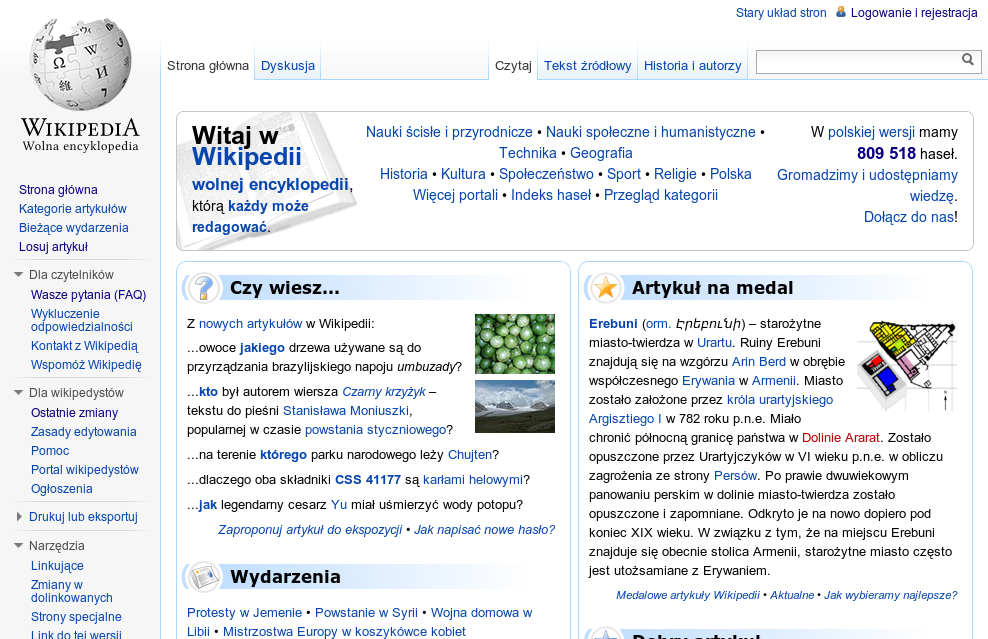 Stary układ stron Logowanie i rejestracja
WIKIPEDIA
Wolna encyklopedia
Strona główna Dyskusja Czytaj Tekst źródłowy Historia i autorzy
Strona główna
Kategorie artykułów
Bieżące wydarzenia
Losuj artykuł
Dla czytelników
Wasze pytania (FAQ)
Wykluczenie
odpowiedzialności
Kontakt z Wikipedią
Wspomóż Wikipedię
Dla wikipedystów
Ostatnie zmiany
Zasady edytowania
Pomoc
Portal wikipedystów
Ogłoszenia
Drukuj lub eksportuj
Narzędzia
Linkujące
Zmiany w
dolinkowanych
Strony specjalne
Link do tej wersji
Witaj w
Wikipedii
wolnej encyklopedii,
którą każdy może
redagować.
Nauki ścisłe i przyrodnicze • Nauki społeczne i humanistyczne •
Technika • Geografia
Historia • Kultura • Społeczeństwo • Sport • Religie • Polska
Więcej portali • Indeks haseł • Przegląd kategorii
W polskiej wersji mamy
809 518 haseł.
Gromadzimy i udostępniamy
wiedzę.
Dołącz do nas!
Czy wiesz...
Z nowych artykułów w Wikipedii:
...owoce jakiego drzewa używane są do
przyrządzania brazylijskiego napoju umbuzady?
...kto był autorem wiersza Czarny krzyżyk –
tekstu do pieśni Stanisława Moniuszki,
popularnej w czasie powstania styczniowego?
...na terenie którego parku narodowego leży Chujten?
...dlaczego oba składniki CSS 41177 są karłami helowymi?
...jak legendarny cesarz Yu miał uśmierzyć wody potopu?
Zaproponuj artykuł do ekspozycji • Jak napisać nowe hasło?
Wydarzenia
Protesty w Jemenie • Powstanie w Syrii • Wojna domowa w
Libii • Mistrzostwa Europy w koszykówce kobiet
Artykuł na medal
Erebuni (orm. Էրեբունի) – starożytne
miasto-twierdza w Urartu. Ruiny Erebuni
znajdują się na wzgórzu Arin Berd w obrębie
współczesnego Erywania w Armenii. Miasto
zostało założone przez króla urartyjskiego
Argisztiego I w 782 roku p.n.e. Miało
chronić północną granicę państwa w Dolinie Ararat. Zostało
opuszczone przez Urartyjczyków w VI wieku p.n.e. w obliczu
zagrożenia ze strony Persów. Po prawie dwuwiekowym
panowaniu perskim w dolinie miasto-twierdza zostało
opuszczone i zapomniane. Odkryto je na nowo dopiero pod
koniec XIX wieku. W związku z tym, że na miejscu Erebuni
znajduje się obecnie stolica Armenii, starożytne miasto często
jest utożsamiane z Erywaniem.
Medalowe artykuły Wikipedii • Aktualne • Jak wybieramy najlepsze?
Dobry artykuł